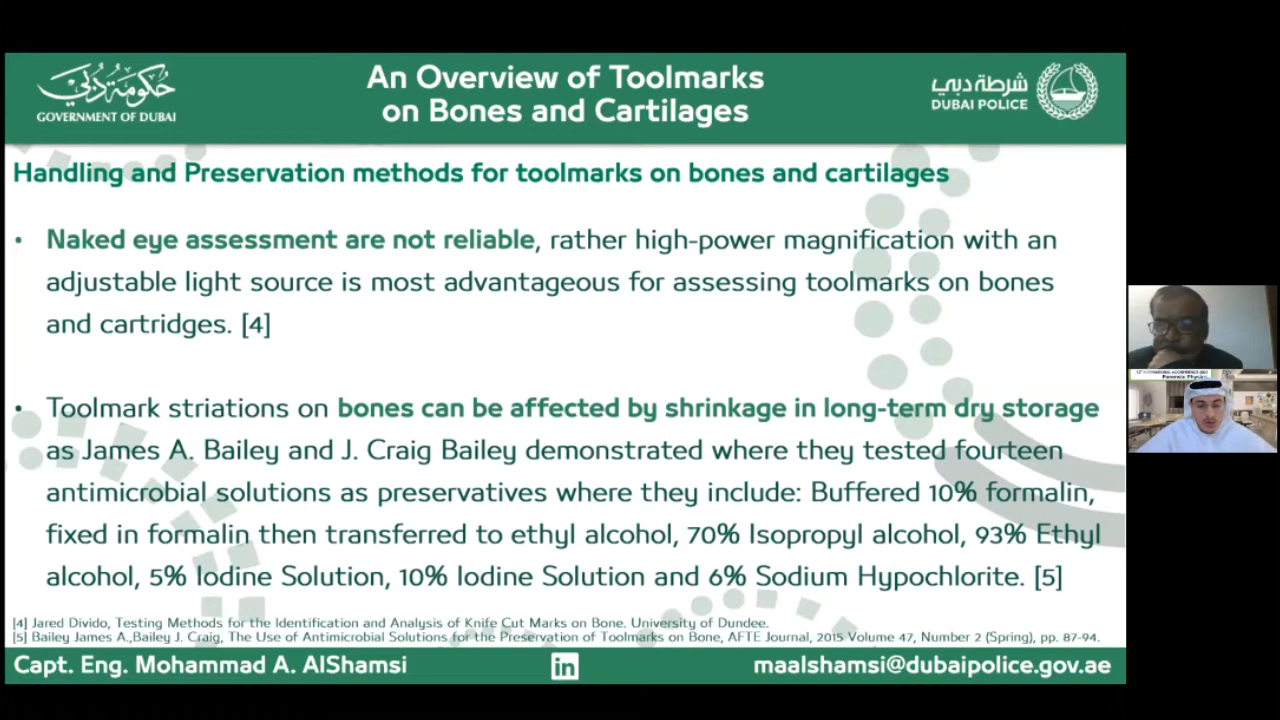 حكومة دبي
GOVERNMENT OF DUBAI
An Overview of Toolmarks
on Bones and Cartilages
شرطة دبي
DUBAI POLICE
Handling and Preservation methods for toolmarks on bones and cartilages
• Naked eye assessment are not reliable, rather high-power magnification with an
adjustable light source is most advantageous for assessing toolmarks on bones
and cartridges. [4]
• Toolmark striations on bones can be affected by shrinkage in long-term dry storage
as James A. Bailey and J. Craig Bailey demonstrated where they tested fourteen
antimicrobial solutions as preservatives where they include: Buffered 10% formalin,
fixed in formalin then transferred to ethyl alcohol, 70% Isopropyl alcohol, 93% Ethyl
alcohol, 5% Iodine Solution, 10% Iodine Solution and 6% Sodium Hypochlorite. [5]
[4] Jared Divido, Testing Methods for the Identification and Analysis of Knife Cut Marks on Bone. University of Dundee.
[5] Bailey James A.,Bailey J. Craig, The Use of Antimicrobial Solutions for the Preservation of Toolmarks on Bone, AFTE Journal, 2015 Volume 47, Number 2 (Spring), pp. 87-94.
Capt. Eng. Mohammad A. AlShamsi
in
maalshamsi@dubaipolice.gov.ae
Forensic Physics